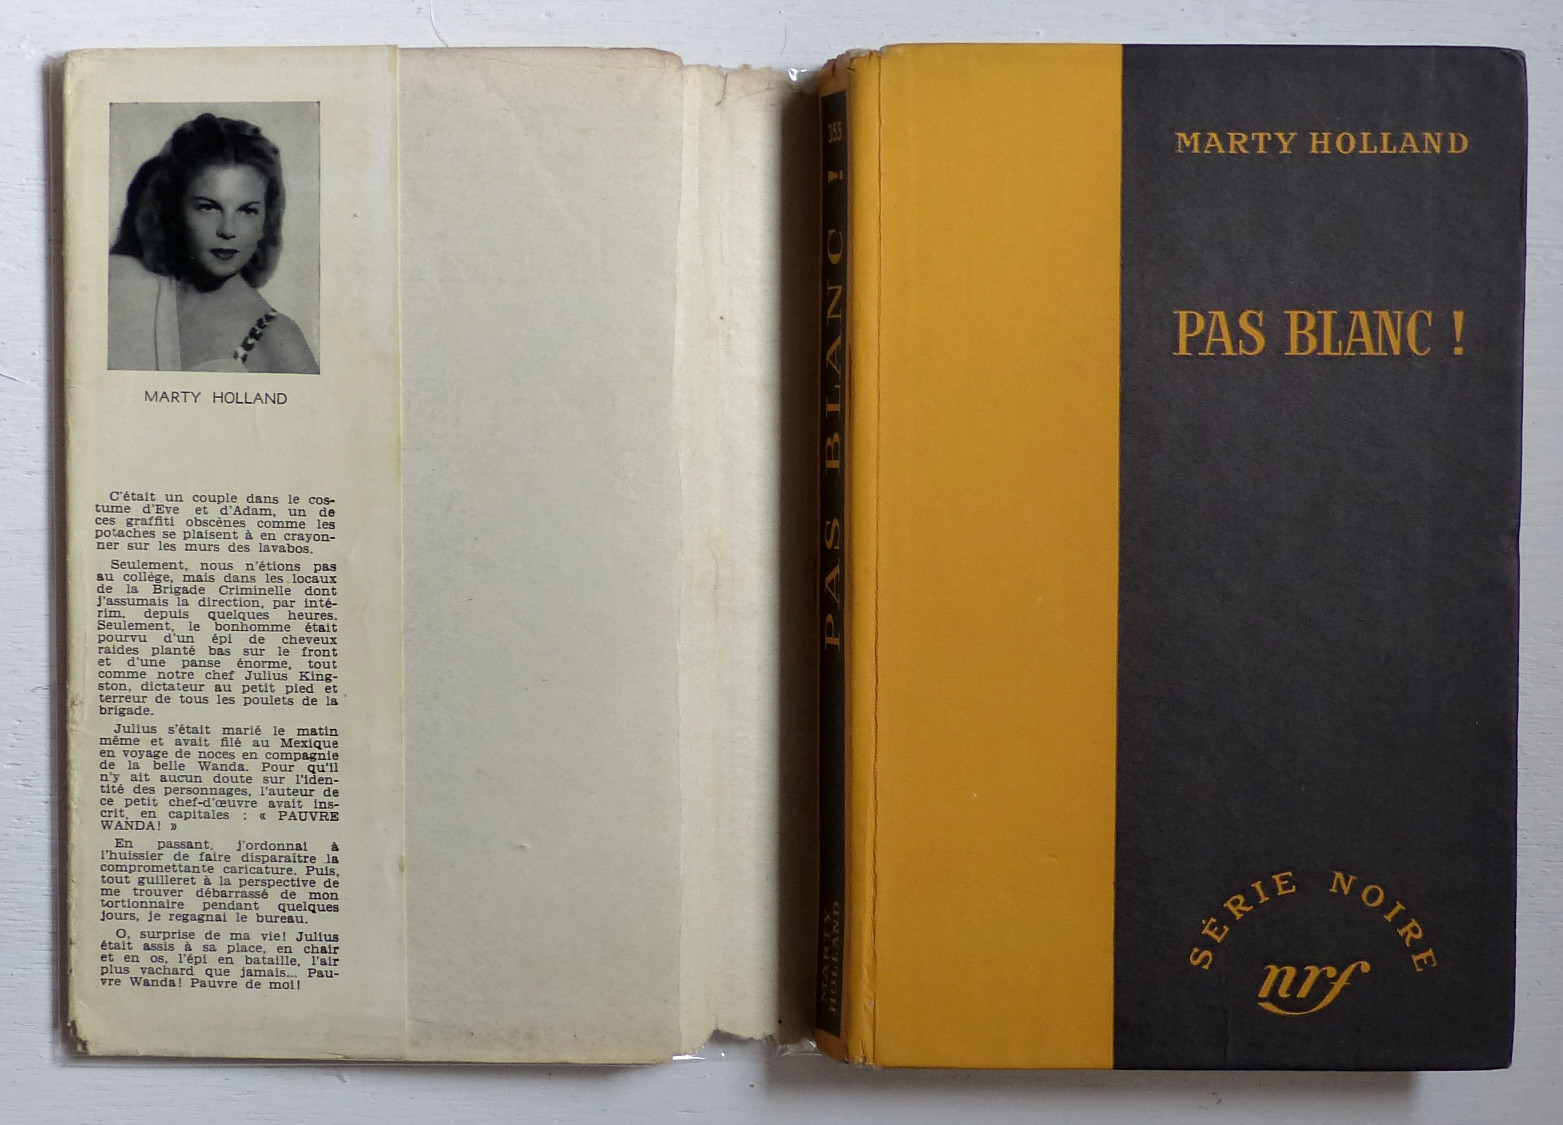 MARTY HOLLAND
C'était un couple dans le cos-
tume d'Eve et d'Adam, un de
ces graffiti obscènes comme les
potaches se plaisent à en crayon-
ner sur les murs des lavabos.
Seulement, nous n'étions pas
au collège, mais dans les locaux
de la Brigade Criminelle dont
j'assumais la direction, par inté-
rim, depuis quelques heures.
Seulement, le bonhomme était
pourvu d'un épi de cheveux
raides planté bas sur le front
et d'une panse énorme, tout
comme notre chef Julius King-
ston, dictateur au petit pied et
terreur de tous les poulets de la
brigade.
Julius s'était marié le matin
même et avait filé au Mexique
en voyage de noces en compagnie
de la belle Wanda. Pour qu'il
n'y ait aucun doute sur l'iden-
tité des personnages, l'auteur de
ce petit chef-d'œuvre avait ins-
crit, en capitales : « PAUVRE
WANDA! »
En passant, j'ordonnai à
l'huissier de faire disparaître la
compromettante caricature. Puis,
tout guilleret à la perspective de
me trouver débarrassé de mon
tortionnaire pendant quelques
jours, je regagnai le bureau.
O, surprise de ma vie! Julius
était assis à sa place, en chair
et en os, l'épi en bataille, l'air
plus vachard que jamais... Pau-
vre Wanda! Pauvre de moi!
355
PAS BLANC !
MARTY
HOLLAND
MARTY HOLLAND
PAS BLANC !
SÉRIE NOIRE
nrf